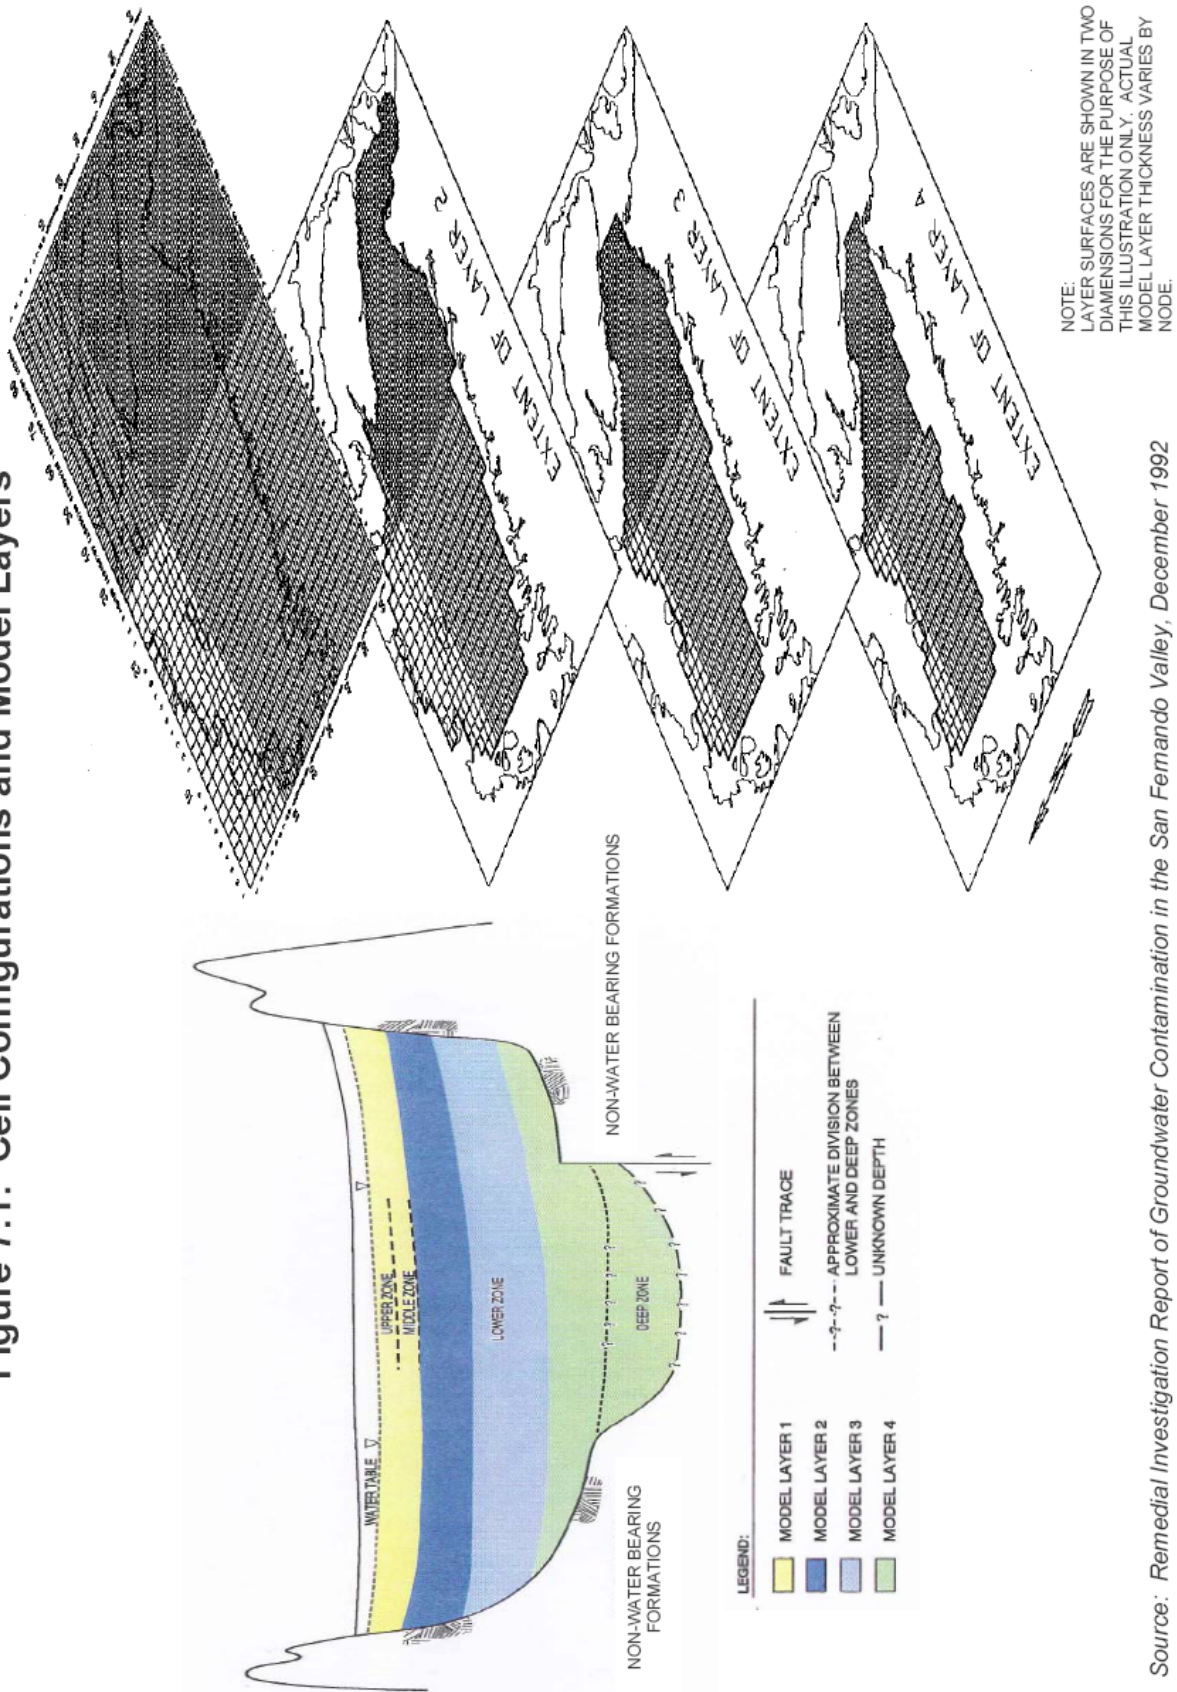 Figure 7.1: Cell Configurations and Model Layers
WATER TABLE
UPPER ZONE
MIDDLE ZONE
LOWER ZONE
DEEP ZONE
NON-WATER BEARING
FORMATIONS
NON-WATER BEARING FORMATIONS
LEGEND:
MODEL LAYER 1
MODEL LAYER 2
MODEL LAYER 3
MODEL LAYER 4
FAULT TRACE
APPROXIMATE DIVISION BETWEEN
LOWER AND DEEP ZONES
UNKNOWN DEPTH
EXTENT OF LAYER 2
EXTENT OF LAYER 3
EXTENT OF LAYER 4
NOTE:
LAYER SURFACES ARE SHOWN IN TWO
DIAMENSIONS FOR THE PURPOSE OF
THIS ILLUSTRATION ONLY. ACTUAL
MODEL LAYER THICKNESS VARIES BY
NODE.
Source: Remedial Investigation Report of Groundwater Contamination in the San Fernando Valley, December 1992